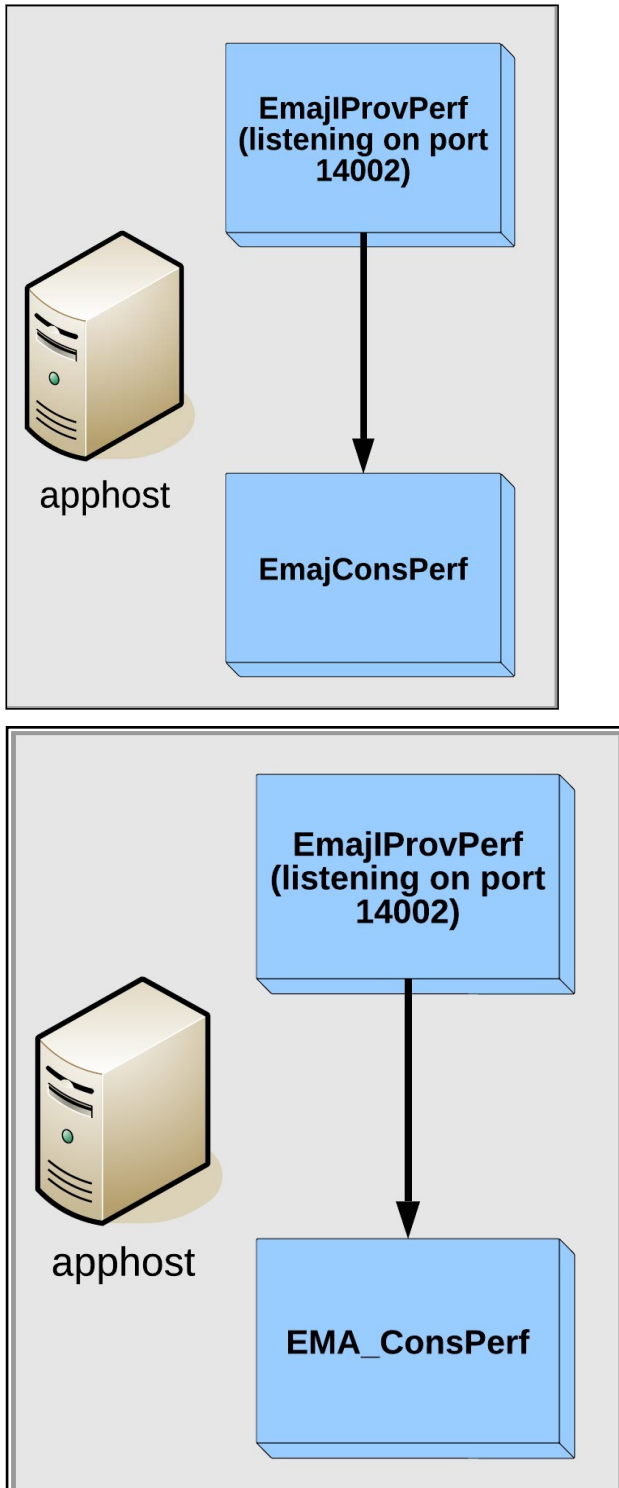 EmajIProvPerf
(listening on port
14002)
apphost
EmajConsPerf
EmajIProvPerf
(listening on port
14002)
apphost
EMA_ConsPerf